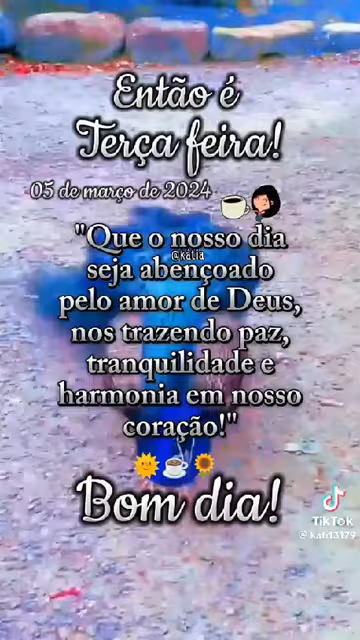 Então é
Terça feira!
05 de março de 2024
"Que o nosso dia
@kátia
seja abençoado
pelo amor de Deus,
nos trazendo paz,
tranquilidade e
harmonia em nosso
coração!"
Bom dia!
TikTok
@kati13179